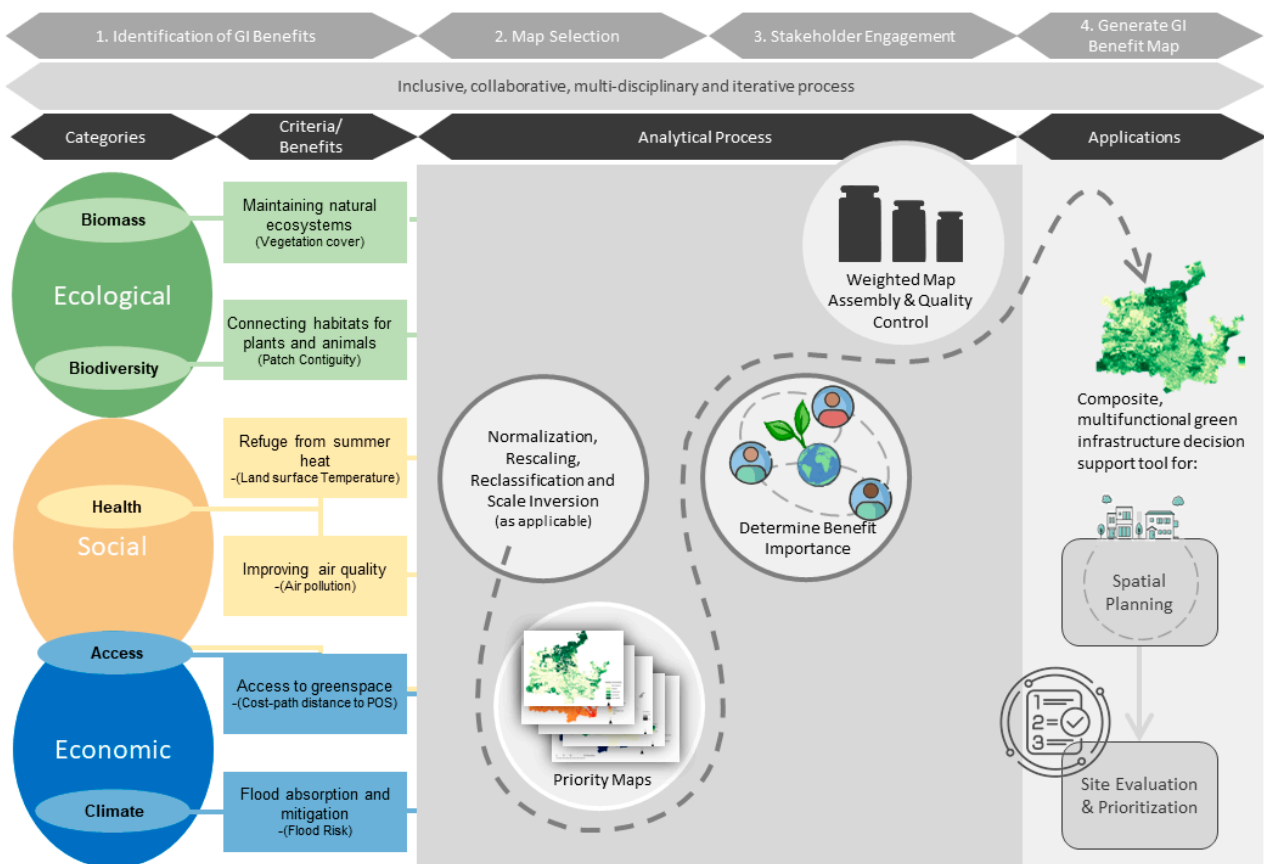 1. Identification of GI Benefits
2. Map Selection
3. Stakeholder Engagement
4. Generate GI
Benefit Map
Inclusive, collaborative, multi-disciplinary and iterative process
Categories
Criteria/
Benefits
Analytical Process
Applications
Biomass
Ecological
Biodiversity
Maintaining natural
ecosystems
(Vegetation cover)
Connecting habitats for
plants and animals
(Patch Contiguity)
Health
Social
Refuge from summer
heat
-(Land surface Temperature)
Improving air quality
-(Air pollution)
Access
Economic
Climate
Access to greenspace
-(Cost-path distance to POS)
Flood absorption and
mitigation
-(Flood Risk)
Normalization,
Rescaling,
Reclassification and
Scale Inversion
(as applicable)
Priority Maps
Determine Benefit
Importance
Weighted Map
Assembly & Quality
Control
Composite,
multifunctional green
infrastructure decision
support tool for:
Spatial
Planning
1
2
3
Site Evaluation
& Prioritization